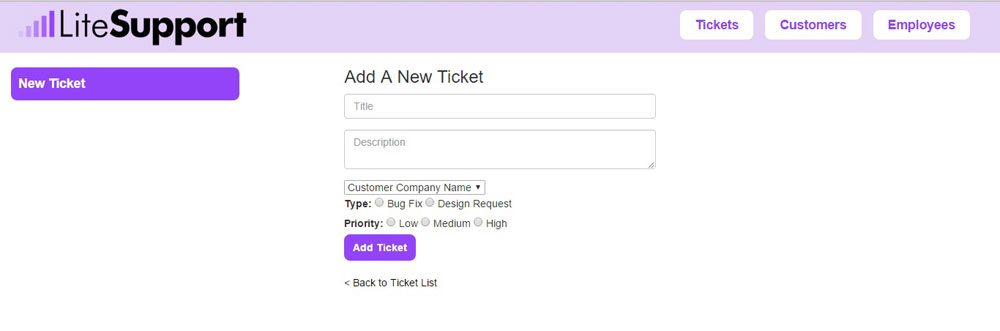 LiteSupport
Tickets Customers Employees
New Ticket
Add A New Ticket
Title
Description
Customer Company Name
Type: Bug Fix Design Request
Priority: Low Medium High
Add Ticket
< Back to Ticket List